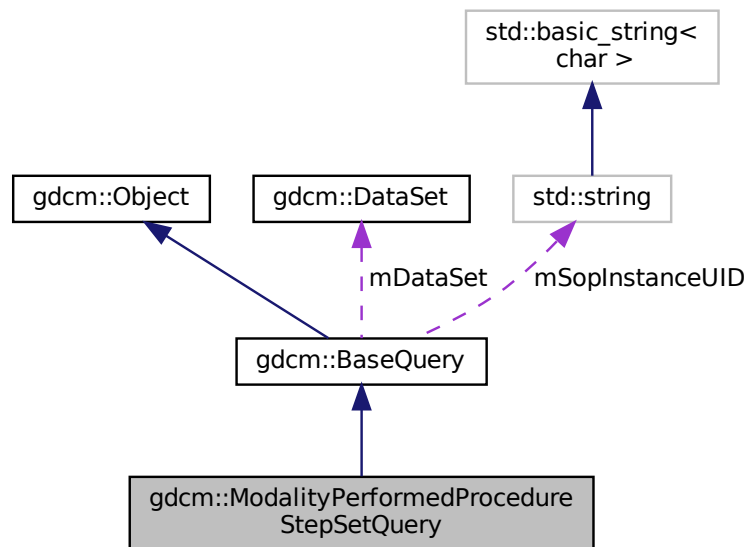 std::basic_string<
char >
gdcm::Object
gdcm::DataSet
std::string
mDataSet
mSopInstanceUID
gdcm::BaseQuery
gdcm::ModalityPerformedProcedure
StepSetQuery